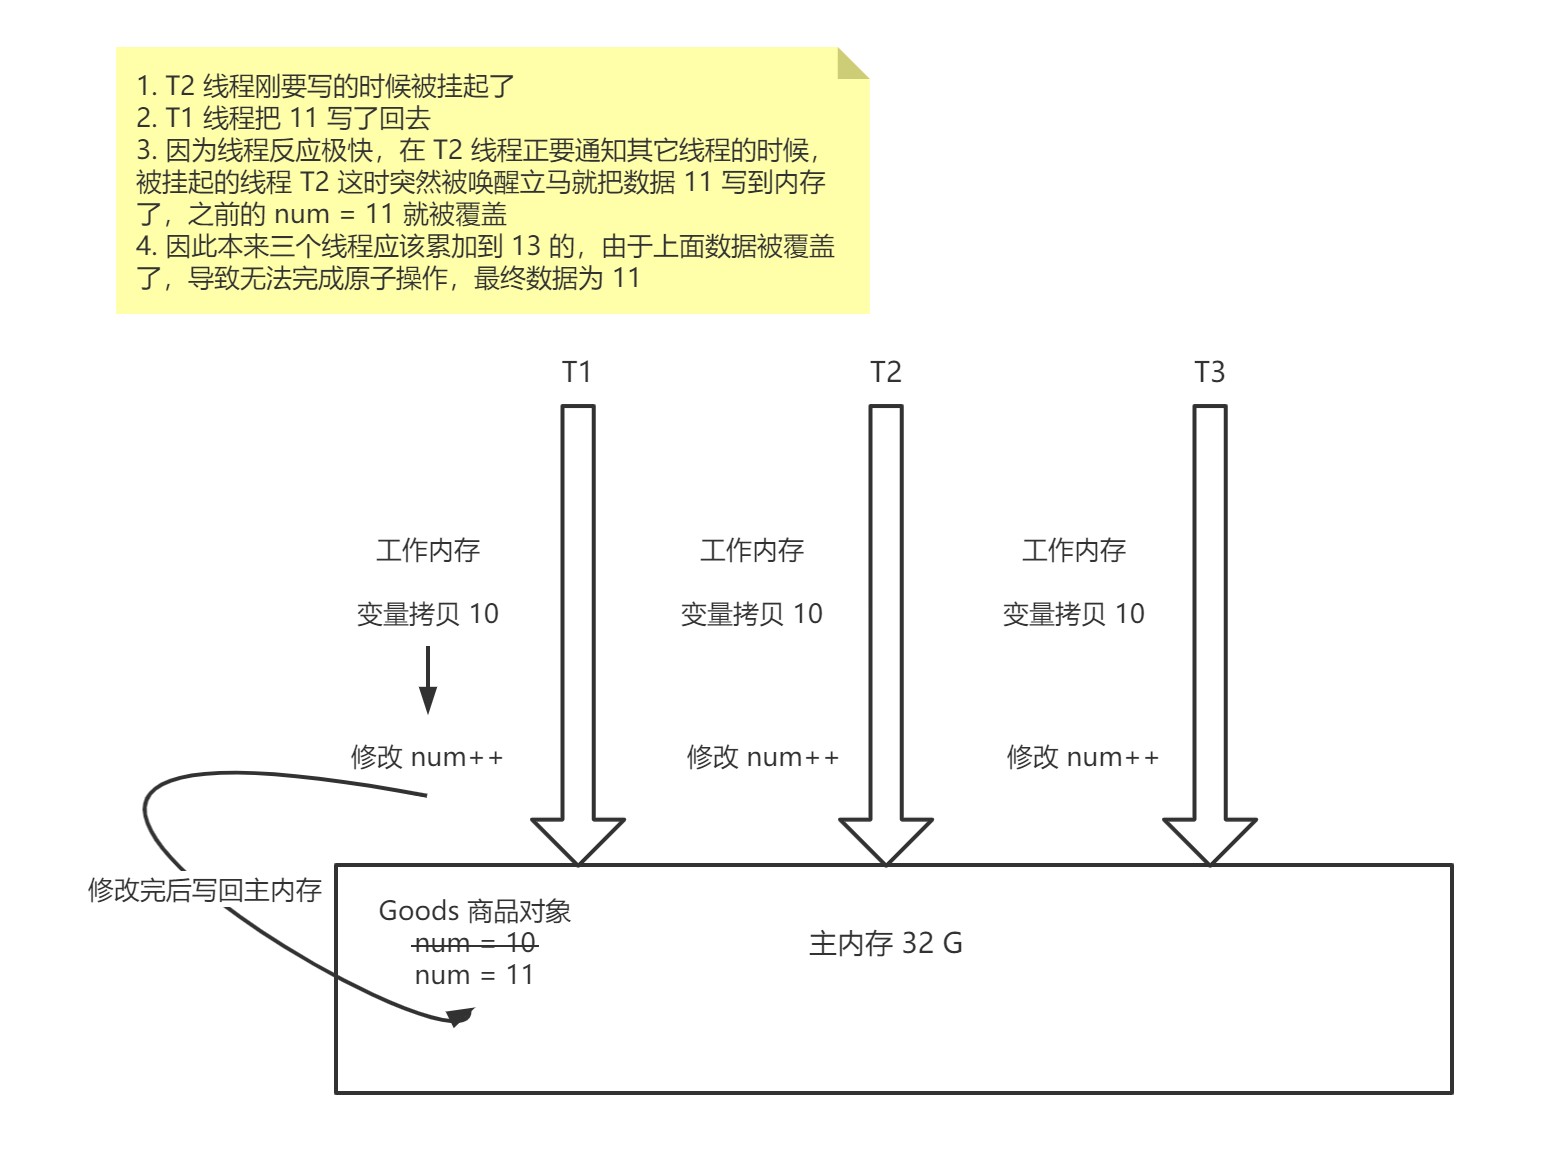 1. T2 线程刚要写的时候被挂起了
2. T1 线程把 11 写了回去
3. 因为线程反应极快，在 T2 线程正要通知其它线程的时候，
被挂起的线程 T2 这时突然被唤醒立马就把数据 11 写到内存
了，之前的 num = 11 就被覆盖
4. 因此本来三个线程应该累加到 13 的，由于上面数据被覆盖
了，导致无法完成原子操作，最终数据为 11
T1
T2
T3
工作内存
工作内存
工作内存
变量拷贝 10
变量拷贝 10
变量拷贝 10
修改 num++
修改 num++
修改 num++
修改完后写回主内存
Goods 商品对象
num = 10
num = 11
主内存 32 G